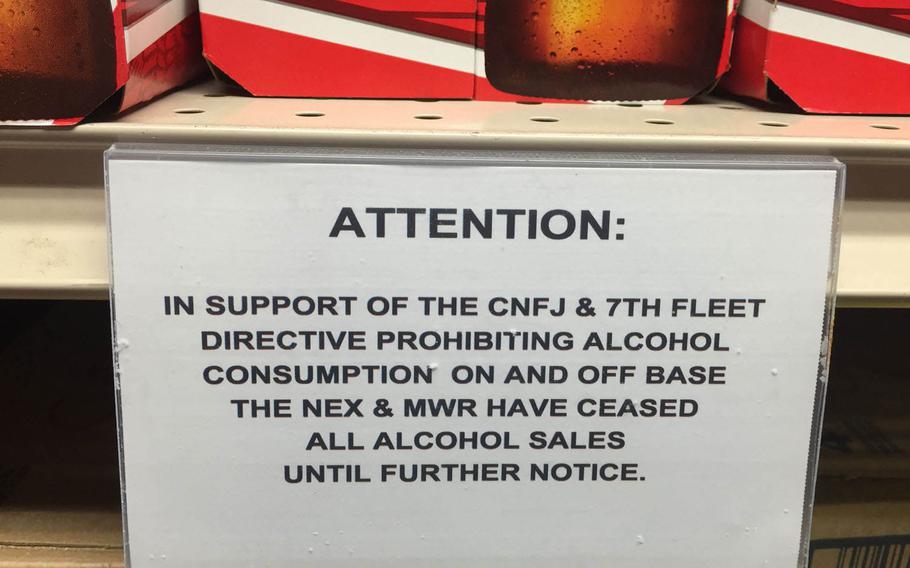 ATTENTION:
IN SUPPORT OF THE CNFJ & 7TH FLEET
DIRECTIVE PROHIBITING ALCOHOL
CONSUMPTION ON AND OFF BASE
THE NEX & MWR HAVE CEASED
ALL ALCOHOL SALES
UNTIL FURTHER NOTICE.